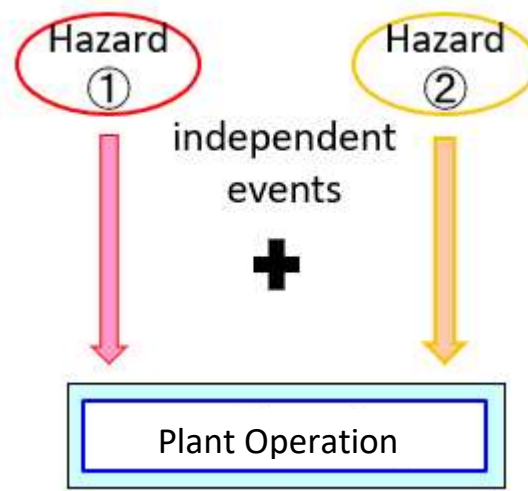 Hazard
①
Hazard
②
independent
events
Plant Operation